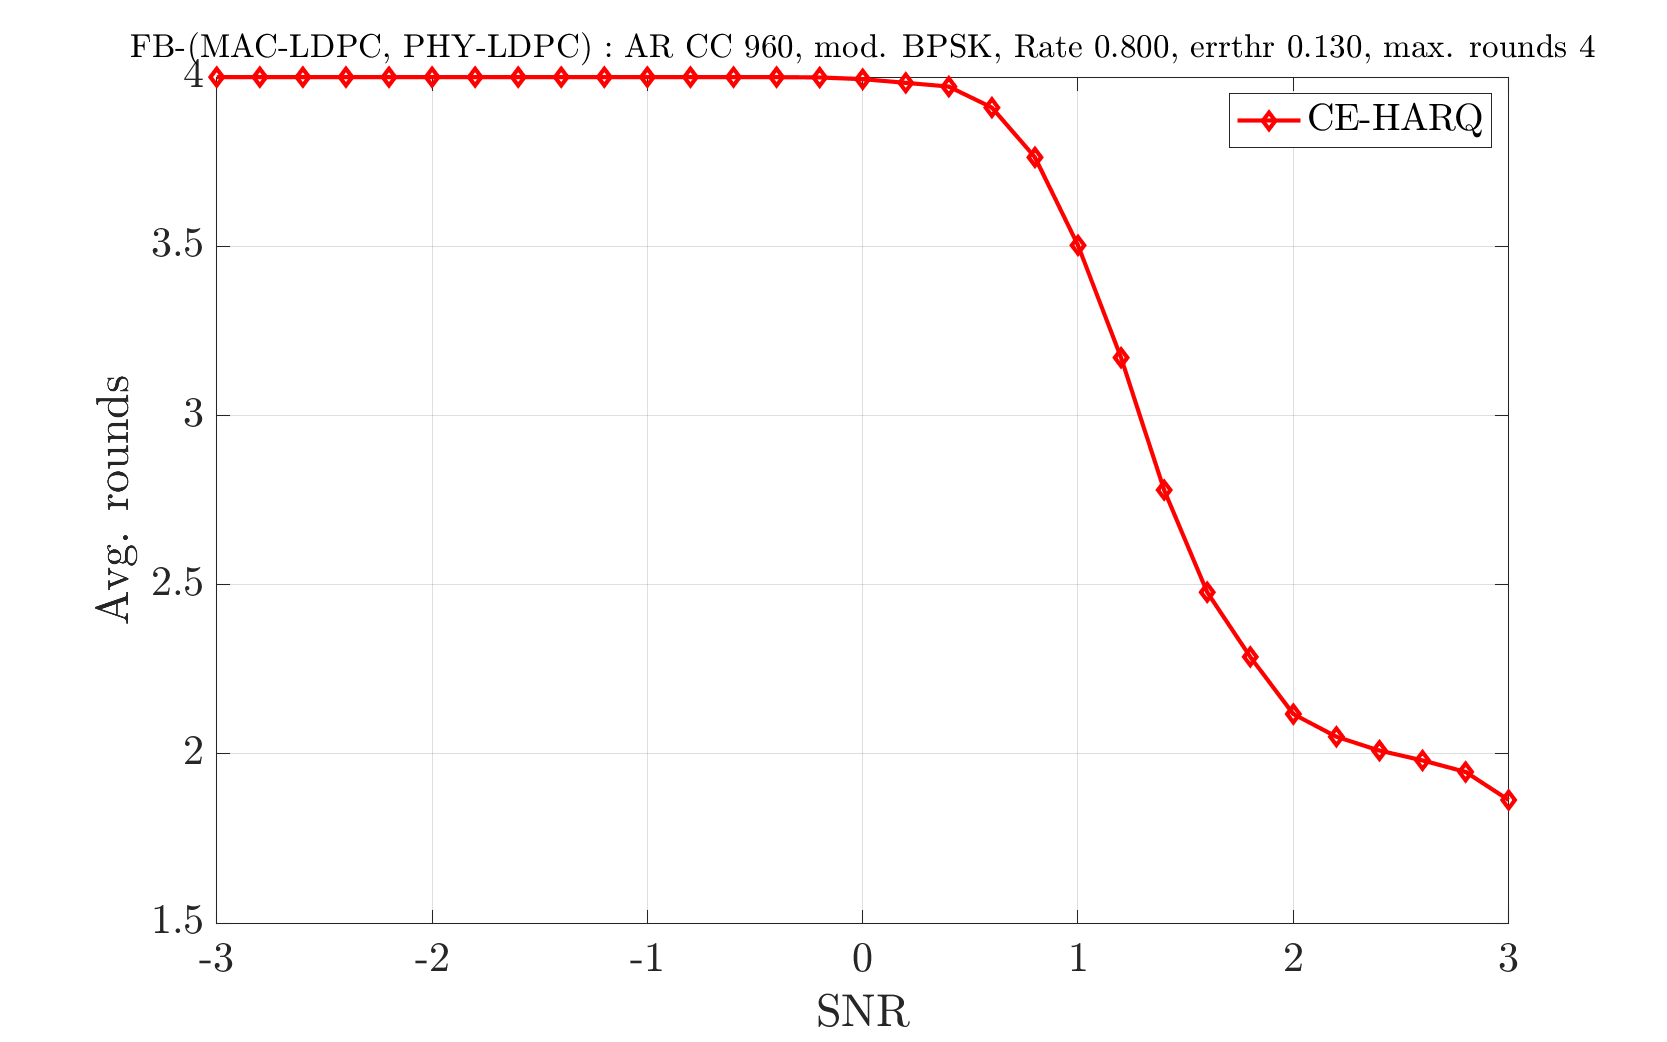 FB-(MAC-LDPC, PHY-LDPC) : AR CC 960, mod. BPSK, Rate 0.800, errthr 0.130, max. rounds 4
CE-HARQ
4
3.5
3
2.5
2
1.5
Avg. rounds
-3 -2 -1 0 1 2 3
SNR